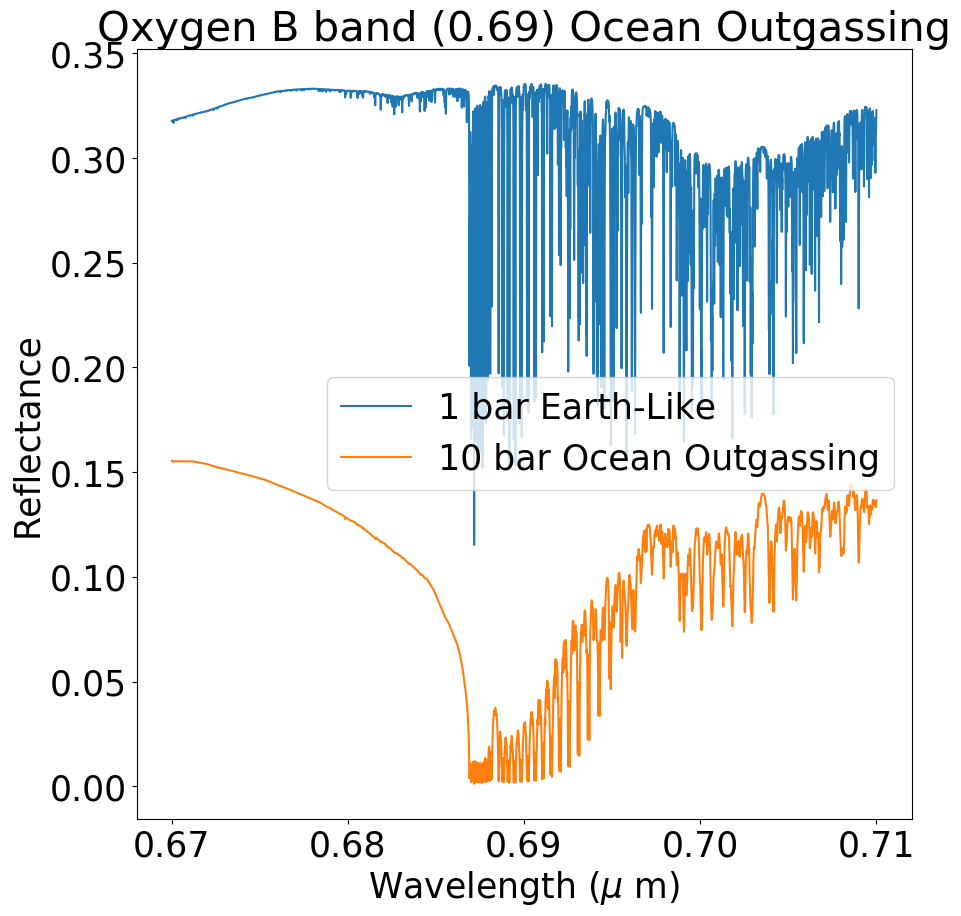 Oxygen B band (0.69) Ocean Outgassing
0.35
0.30
0.25
0.20
0.15
0.10
0.05
0.00
Reflectance
1 bar Earth-Like
10 bar Ocean Outgassing
0.67 0.68 0.69 0.70 0.71
Wavelength (μ m)